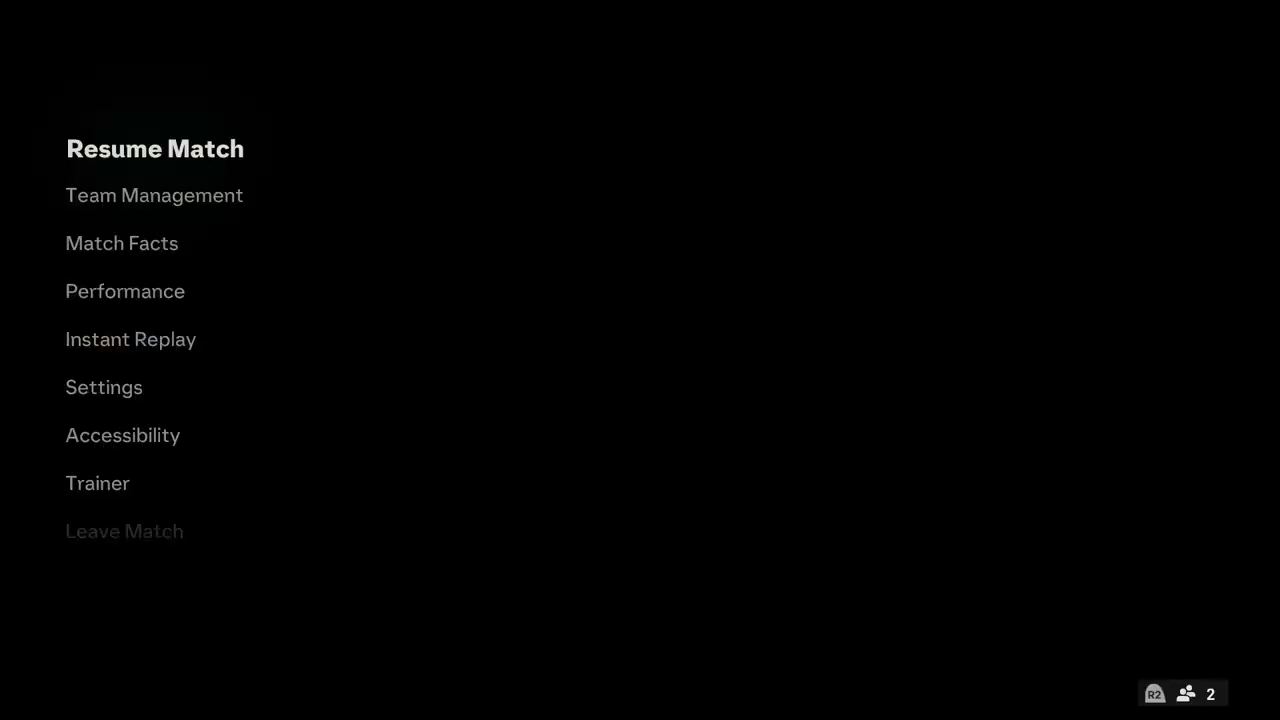 Resume Match
Team Management
Match Facts
Performance
Instant Replay
Settings
Accessibility
Trainer
Leave Match
R2 2